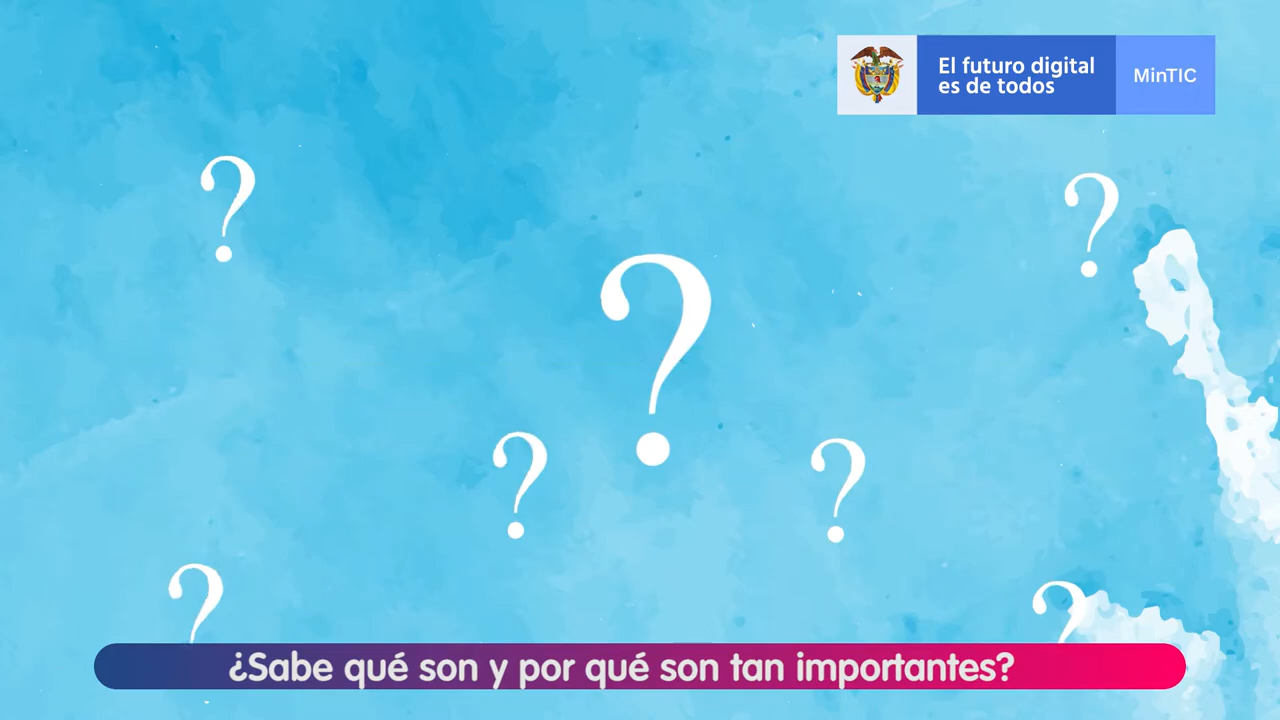 El futuro digital
es de todos
MinTIC
?
?
?
?
?
?
?
¿Sabe qué son y por qué son tan importantes?